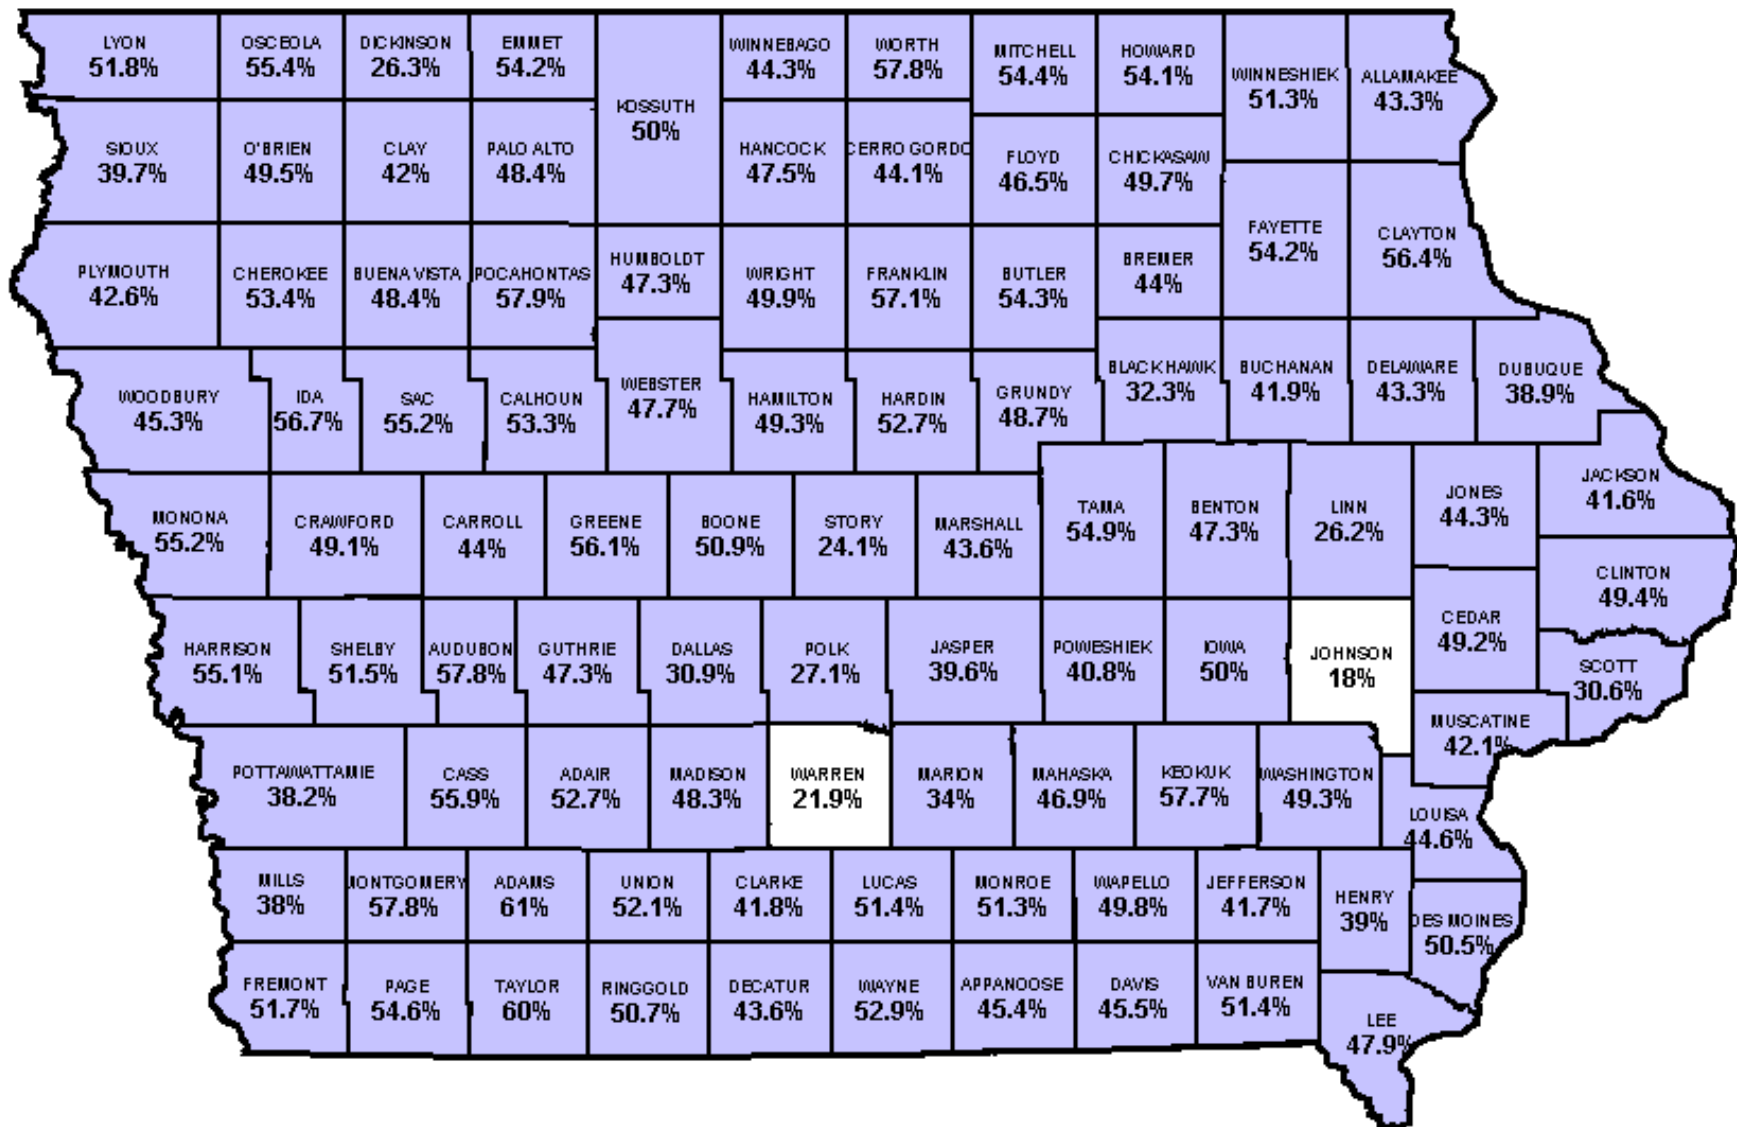 LYON
51.8%
OSCEOLA
55.4%
DICKINSON
26.3%
EMMET
54.2%
KOSSUTH
50%
WINNEBAGO
44.3%
WORTH
57.8%
MITCHELL
54.4%
HOWARD
54.1%
WINNESHIEK
51.3%
ALLAMAKEE
43.3%
SIOUX
39.7%
O'BRIEN
49.5%
CLAY
42%
PALO ALTO
48.4%
HANCOCK
47.5%
CERRO GORDO
44.1%
FLOYD
46.5%
CHICKASAW
49.7%
FAYETTE
54.2%
CLAYTON
56.4%
PLYMOUTH
42.6%
CHEROKEE
53.4%
BUENA VISTA
48.4%
POCAHONTAS
57.9%
HUMBOLDT
47.3%
WRIGHT
49.9%
FRANKLIN
57.1%
BUTLER
54.3%
BREMER
44%
WOODBURY
45.3%
IDA
56.7%
SAC
55.2%
CALHOUN
53.3%
WEBSTER
47.7%
HAMILTON
49.3%
HARDIN
52.7%
GRUNDY
48.7%
BLACK HAWK
32.3%
BUCHANAN
41.9%
DELAWARE
43.3%
DUBUQUE
38.9%
MONONA
55.2%
CRAWFORD
49.1%
CARROLL
44%
GREENE
56.1%
BOONE
50.9%
STORY
24.1%
MARSHALL
43.6%
TAMA
54.9%
BENTON
47.3%
LINN
26.2%
JONES
44.3%
JACKSON
41.6%
CLINTON
49.4%
HARRISON
55.1%
SHELBY
51.5%
AUDUBON
57.8%
GUTHRIE
47.3%
DALLAS
30.9%
POLK
27.1%
JASPER
39.6%
POWESHIEK
40.8%
IOWA
50%
JOHNSON
18%
CEDAR
49.2%
SCOTT
30.6%
MUSCATINE
42.1%
POTTAWATTAMIE
38.2%
CASS
55.9%
ADAIR
52.7%
MADISON
48.3%
WARREN
21.9%
MARION
34%
MAHASKA
46.9%
KEOKUK
57.7%
WASHINGTON
49.3%
LOUISA
44.6%
MILLS
38%
MONTGOMERY
57.8%
ADAMS
61%
UNION
52.1%
CLARKE
41.8%
LUCAS
51.4%
MONROE
51.3%
WAPELLO
49.8%
JEFFERSON
41.7%
HENRY
39%
DES MOINES
50.5%
FREMONT
51.7%
PAGE
54.6%
TAYLOR
60%
RINGGOLD
50.7%
DECATUR
43.6%
WAYNE
52.9%
APPANOOSE
45.4%
DAVIS
45.5%
VAN BUREN
51.4%
LEE
47.9%